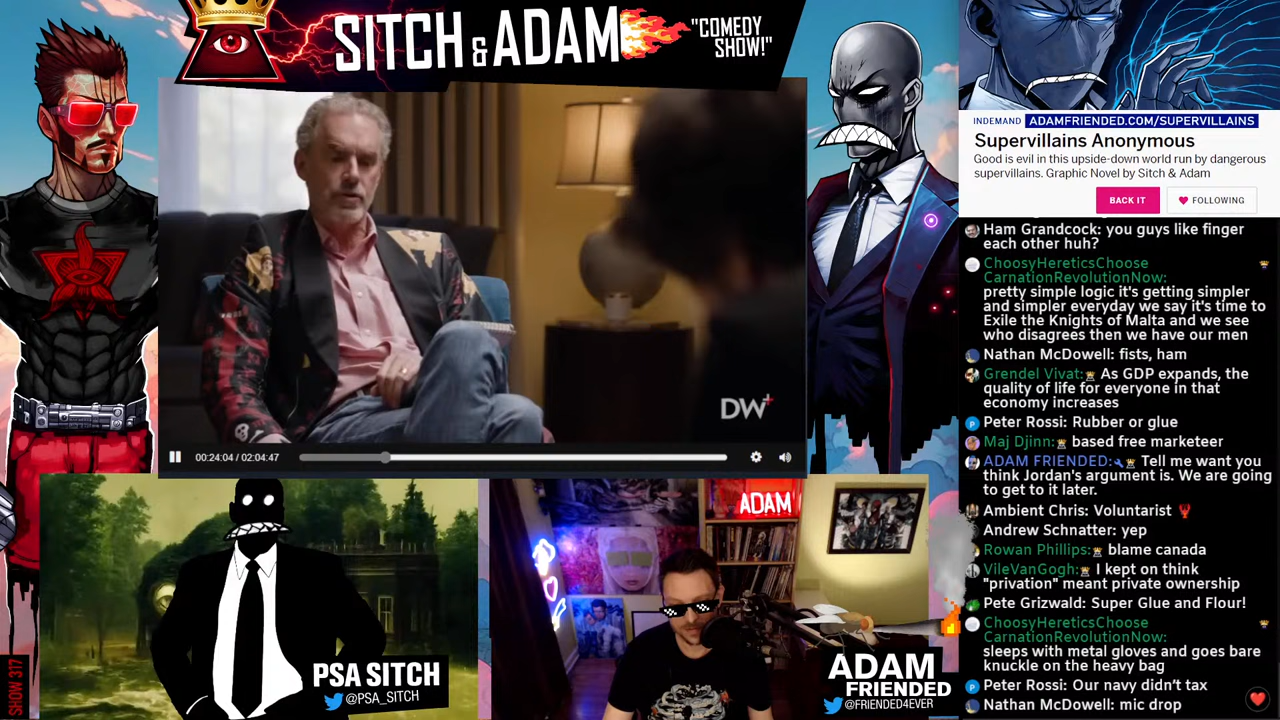 SITCH & ADAM
"COMEDY
SHOW!"
DW+
00:24:04 / 02:04:47
PSA SITCH
@PSA_SITCH
ADAM
ADAM
FRIENDED
@FRIENDED4EVER
SHOW 317
INDEMAND ADAMFRIENDED.COM/SUPERVILLAINS
Supervillains Anonymous
Good is evil in this upside-down world run by dangerous
supervillains. Graphic Novel by Sitch & Adam
BACK IT
FOLLOWING
Ham Grandcock: you guys like finger
each other huh?
ChoosyHereticsChoose
CarnationRevolutionNow:
pretty simple logic it's getting simpler
and simpler everyday we say it's time to
Exile the Knights of Malta and we see
who disagrees then we have our men
Nathan McDowell: fists, ham
Grendel Vivat: As GDP expands, the
quality of life for everyone in that
economy increases
Peter Rossi: Rubber or glue
Maj Djinn: based free marketeer
ADAM FRIENDED: Tell me want you
think Jordan's argument is. We are going
to get to it later.
Ambient Chris: Voluntarist
Andrew Schnatter: yep
Rowan Phillips: blame canada
VileVanGogh: I kept on think
"privation" meant private ownership
Pete Grizwald: Super Glue and Flour!
ChoosyHereticsChoose
CarnationRevolutionNow:
sleeps with metal gloves and goes bare
knuckle on the heavy bag
Peter Rossi: Our navy didn't tax
Nathan McDowell: mic drop